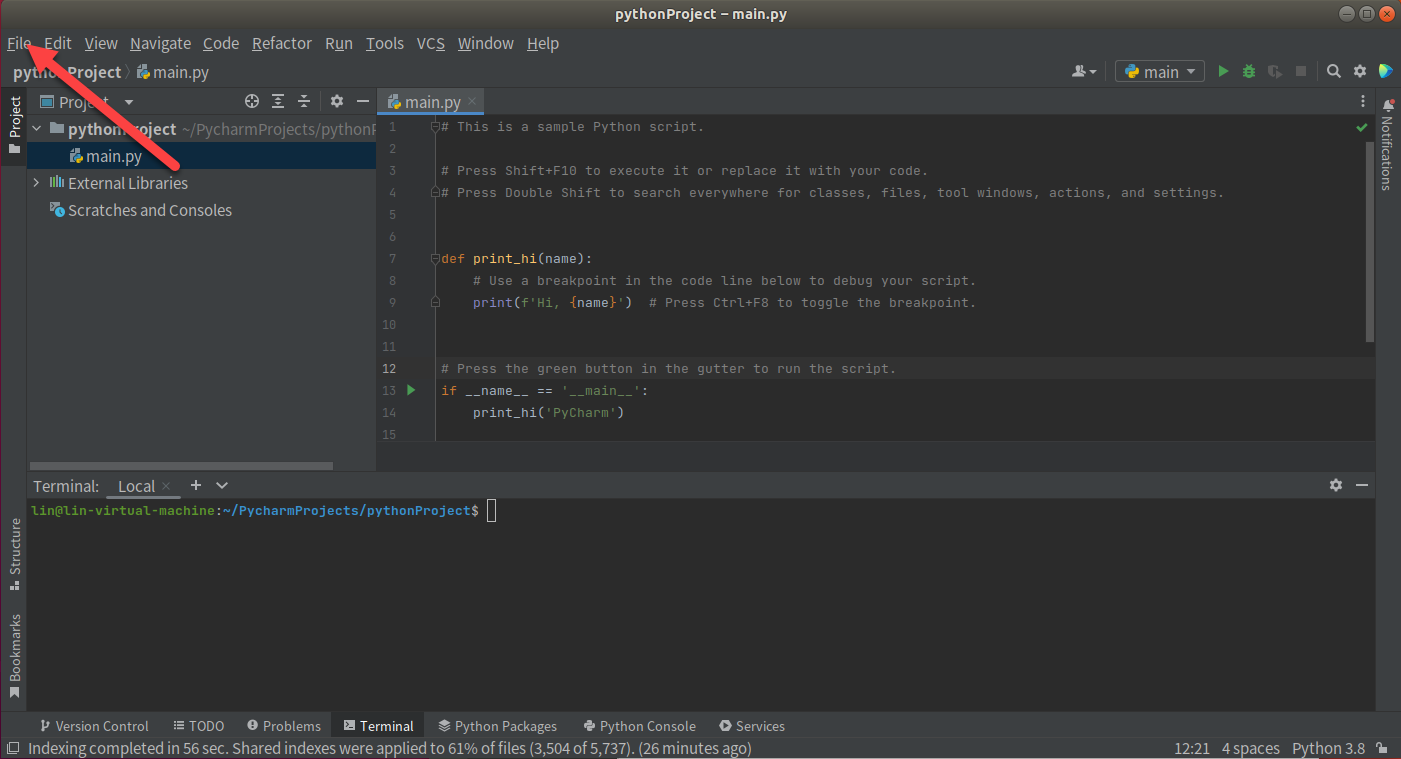 pythonProject – main.py
File Edit View Navigate Code Refactor Run Tools VCS Window Help
pythonProject main.py main
Project
Project
main.py
pythonProject ~/PycharmProjects/pythonP
main.py
External Libraries
Scratches and Consoles
1 # This is a sample Python script.
2
3 # Press Shift+F10 to execute it or replace it with your code.
4 # Press Double Shift to search everywhere for classes, files, tool windows, actions, and settings.
5
6
7 def print_hi(name):
8 # Use a breakpoint in the code line below to debug your script.
9 print(f'Hi, {name}') # Press Ctrl+F8 to toggle the breakpoint.
10
11
12 # Press the green button in the gutter to run the script.
13 if __name__ == '__main__':
14 print_hi('PyCharm')
15
Notifications
Terminal: Local
lin@lin-virtual-machine:~/PycharmProjects/pythonProject$
Structure
Bookmarks
Version Control TODO Problems Terminal Python Packages Python Console Services
Indexing completed in 56 sec. Shared indexes were applied to 61% of files (3,504 of 5,737). (26 minutes ago) 12:21 4 spaces Python 3.8